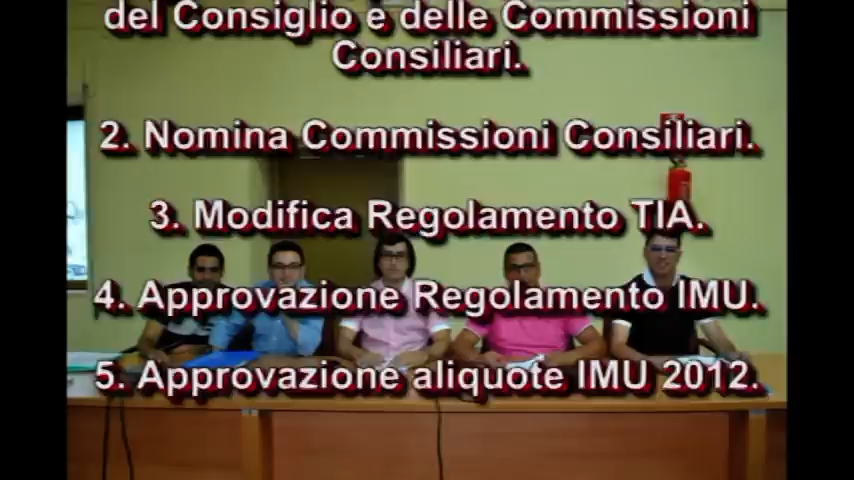 del Consiglio e delle Commissioni
Consiliari.
2. Nomina Commissioni Consiliari.
3. Modifica Regolamento TIA.
4. Approvazione Regolamento IMU.
5. Approvazione aliquote IMU 2012.